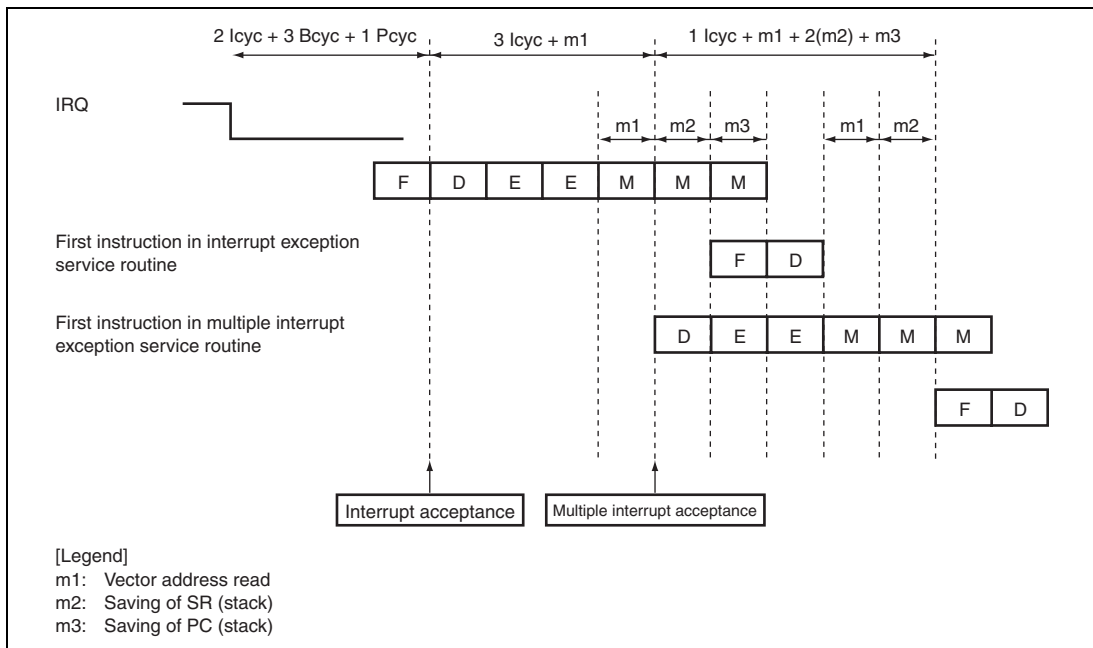 2 Icyc + 3 Bcyc + 1 Pcyc 3 Icyc + m1 1 Icyc + m1 + 2(m2) + m3
IRQ
m1 m2 m3 m1 m2
F D E E M M M
First instruction in interrupt exception
service routine
F D
First instruction in multiple interrupt
exception service routine
D E E M M M
F D
Interrupt acceptance Multiple interrupt acceptance
[Legend]
m1: Vector address read
m2: Saving of SR (stack)
m3: Saving of PC (stack)